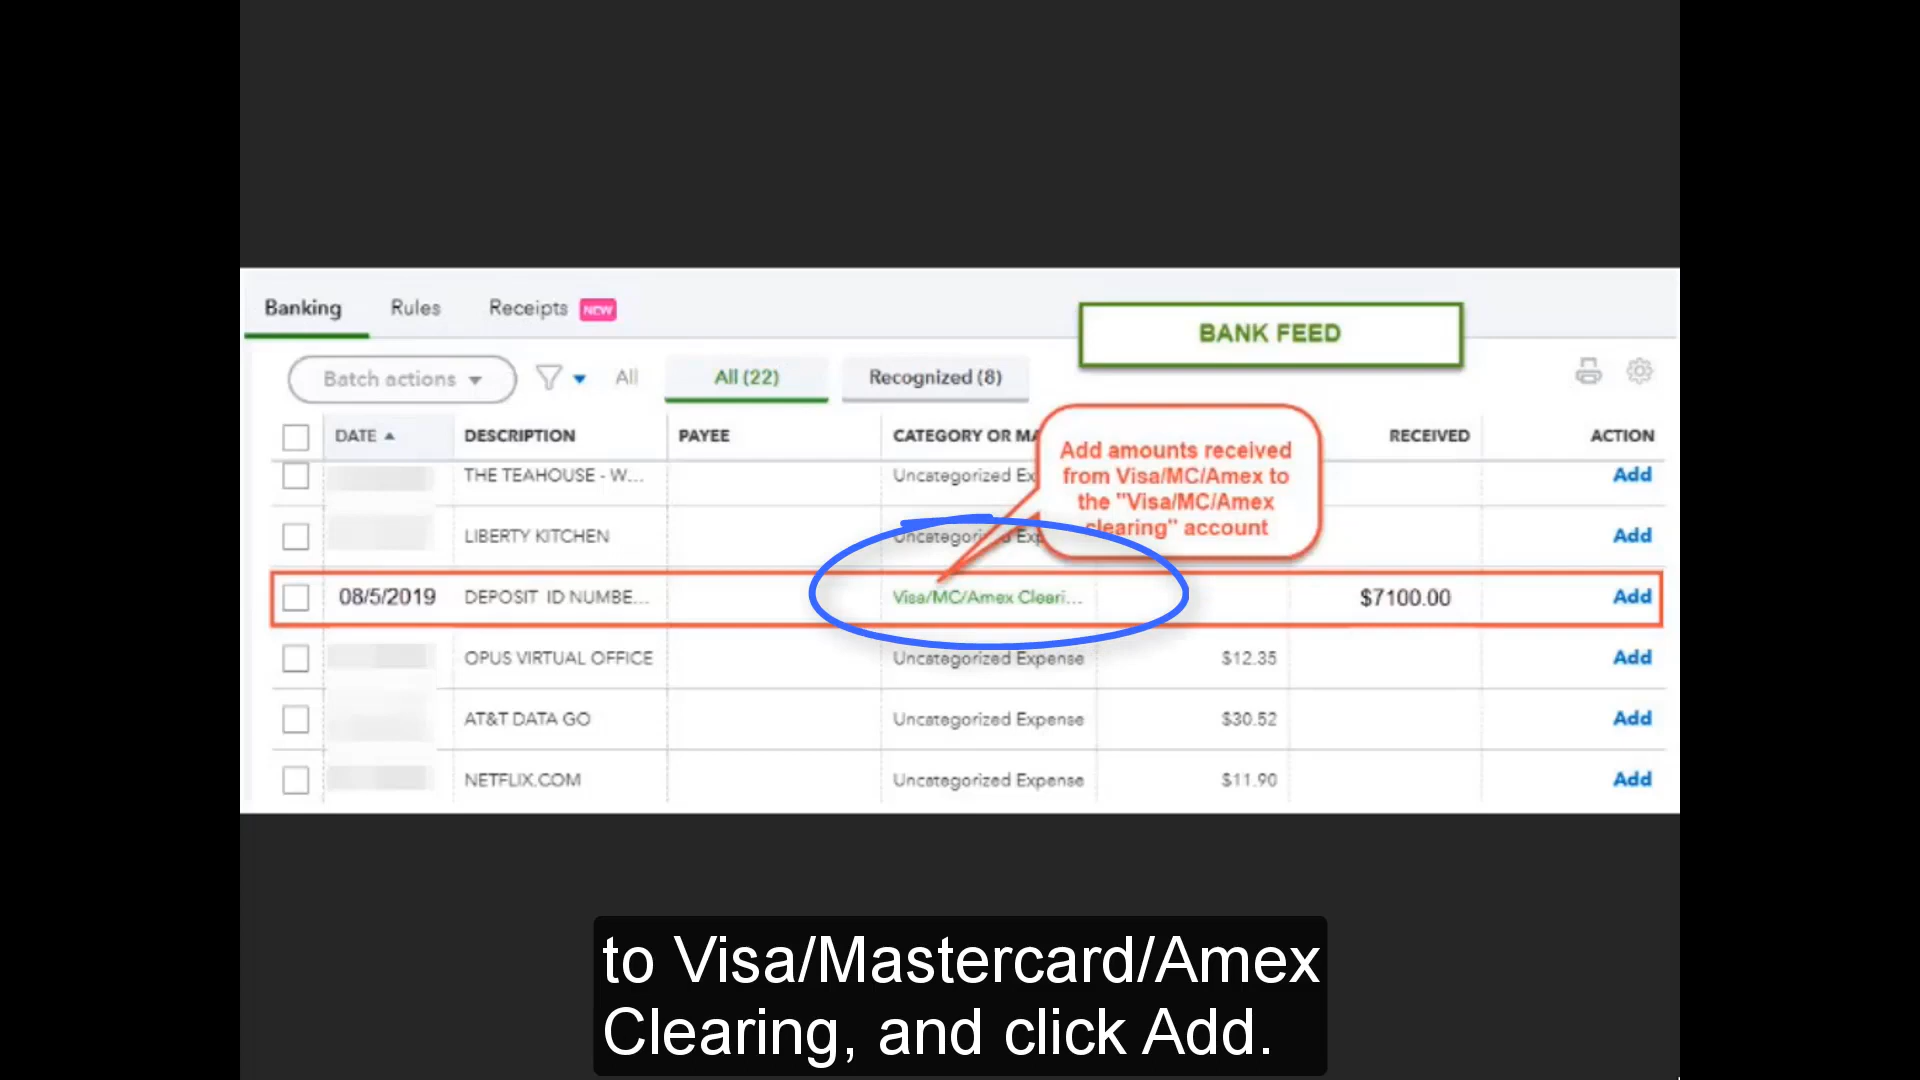 Banking Rules Receipts NEW
BANK FEED
Batch actions All All (22) Recognized (8)
DATE DESCRIPTION PAYEE CATEGORY OR MA RECEIVED ACTION
Add amounts received
from Visa/MC/Amex to
the "Visa/MC/Amex
clearing" account
THE TEAHOUSE - W... Uncategorized Ex Add
LIBERTY KITCHEN Uncategorized Exp Add
08/5/2019 DEPOSIT ID NUMBE... Visa/MC/Amex Cleari... $7100.00 Add
OPUS VIRTUAL OFFICE Uncategorized Expense $12.35 Add
AT&T DATA GO Uncategorized Expense $30.52 Add
NETFLIX.COM Uncategorized Expense $11.90 Add
to Visa/Mastercard/Amex
Clearing, and click Add.